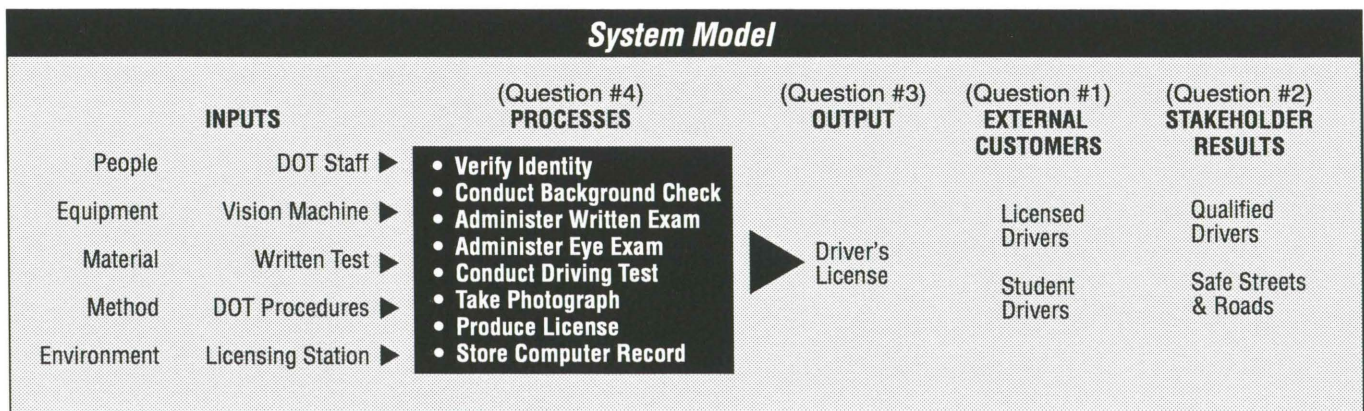 System Model
INPUTS
People DOT Staff
Equipment Vision Machine
Material Written Test
Method DOT Procedures
Environment Licensing Station
(Question #4)
PROCESSES
• Verify Identity
• Conduct Background Check
• Administer Written Exam
• Administer Eye Exam
• Conduct Driving Test
• Take Photograph
• Produce License
• Store Computer Record
(Question #3)
OUTPUT
Driver's
License
(Question #1)
EXTERNAL
CUSTOMERS
Licensed
Drivers
Student
Drivers
(Question #2)
STAKEHOLDER
RESULTS
Qualified
Drivers
Safe Streets
& Roads